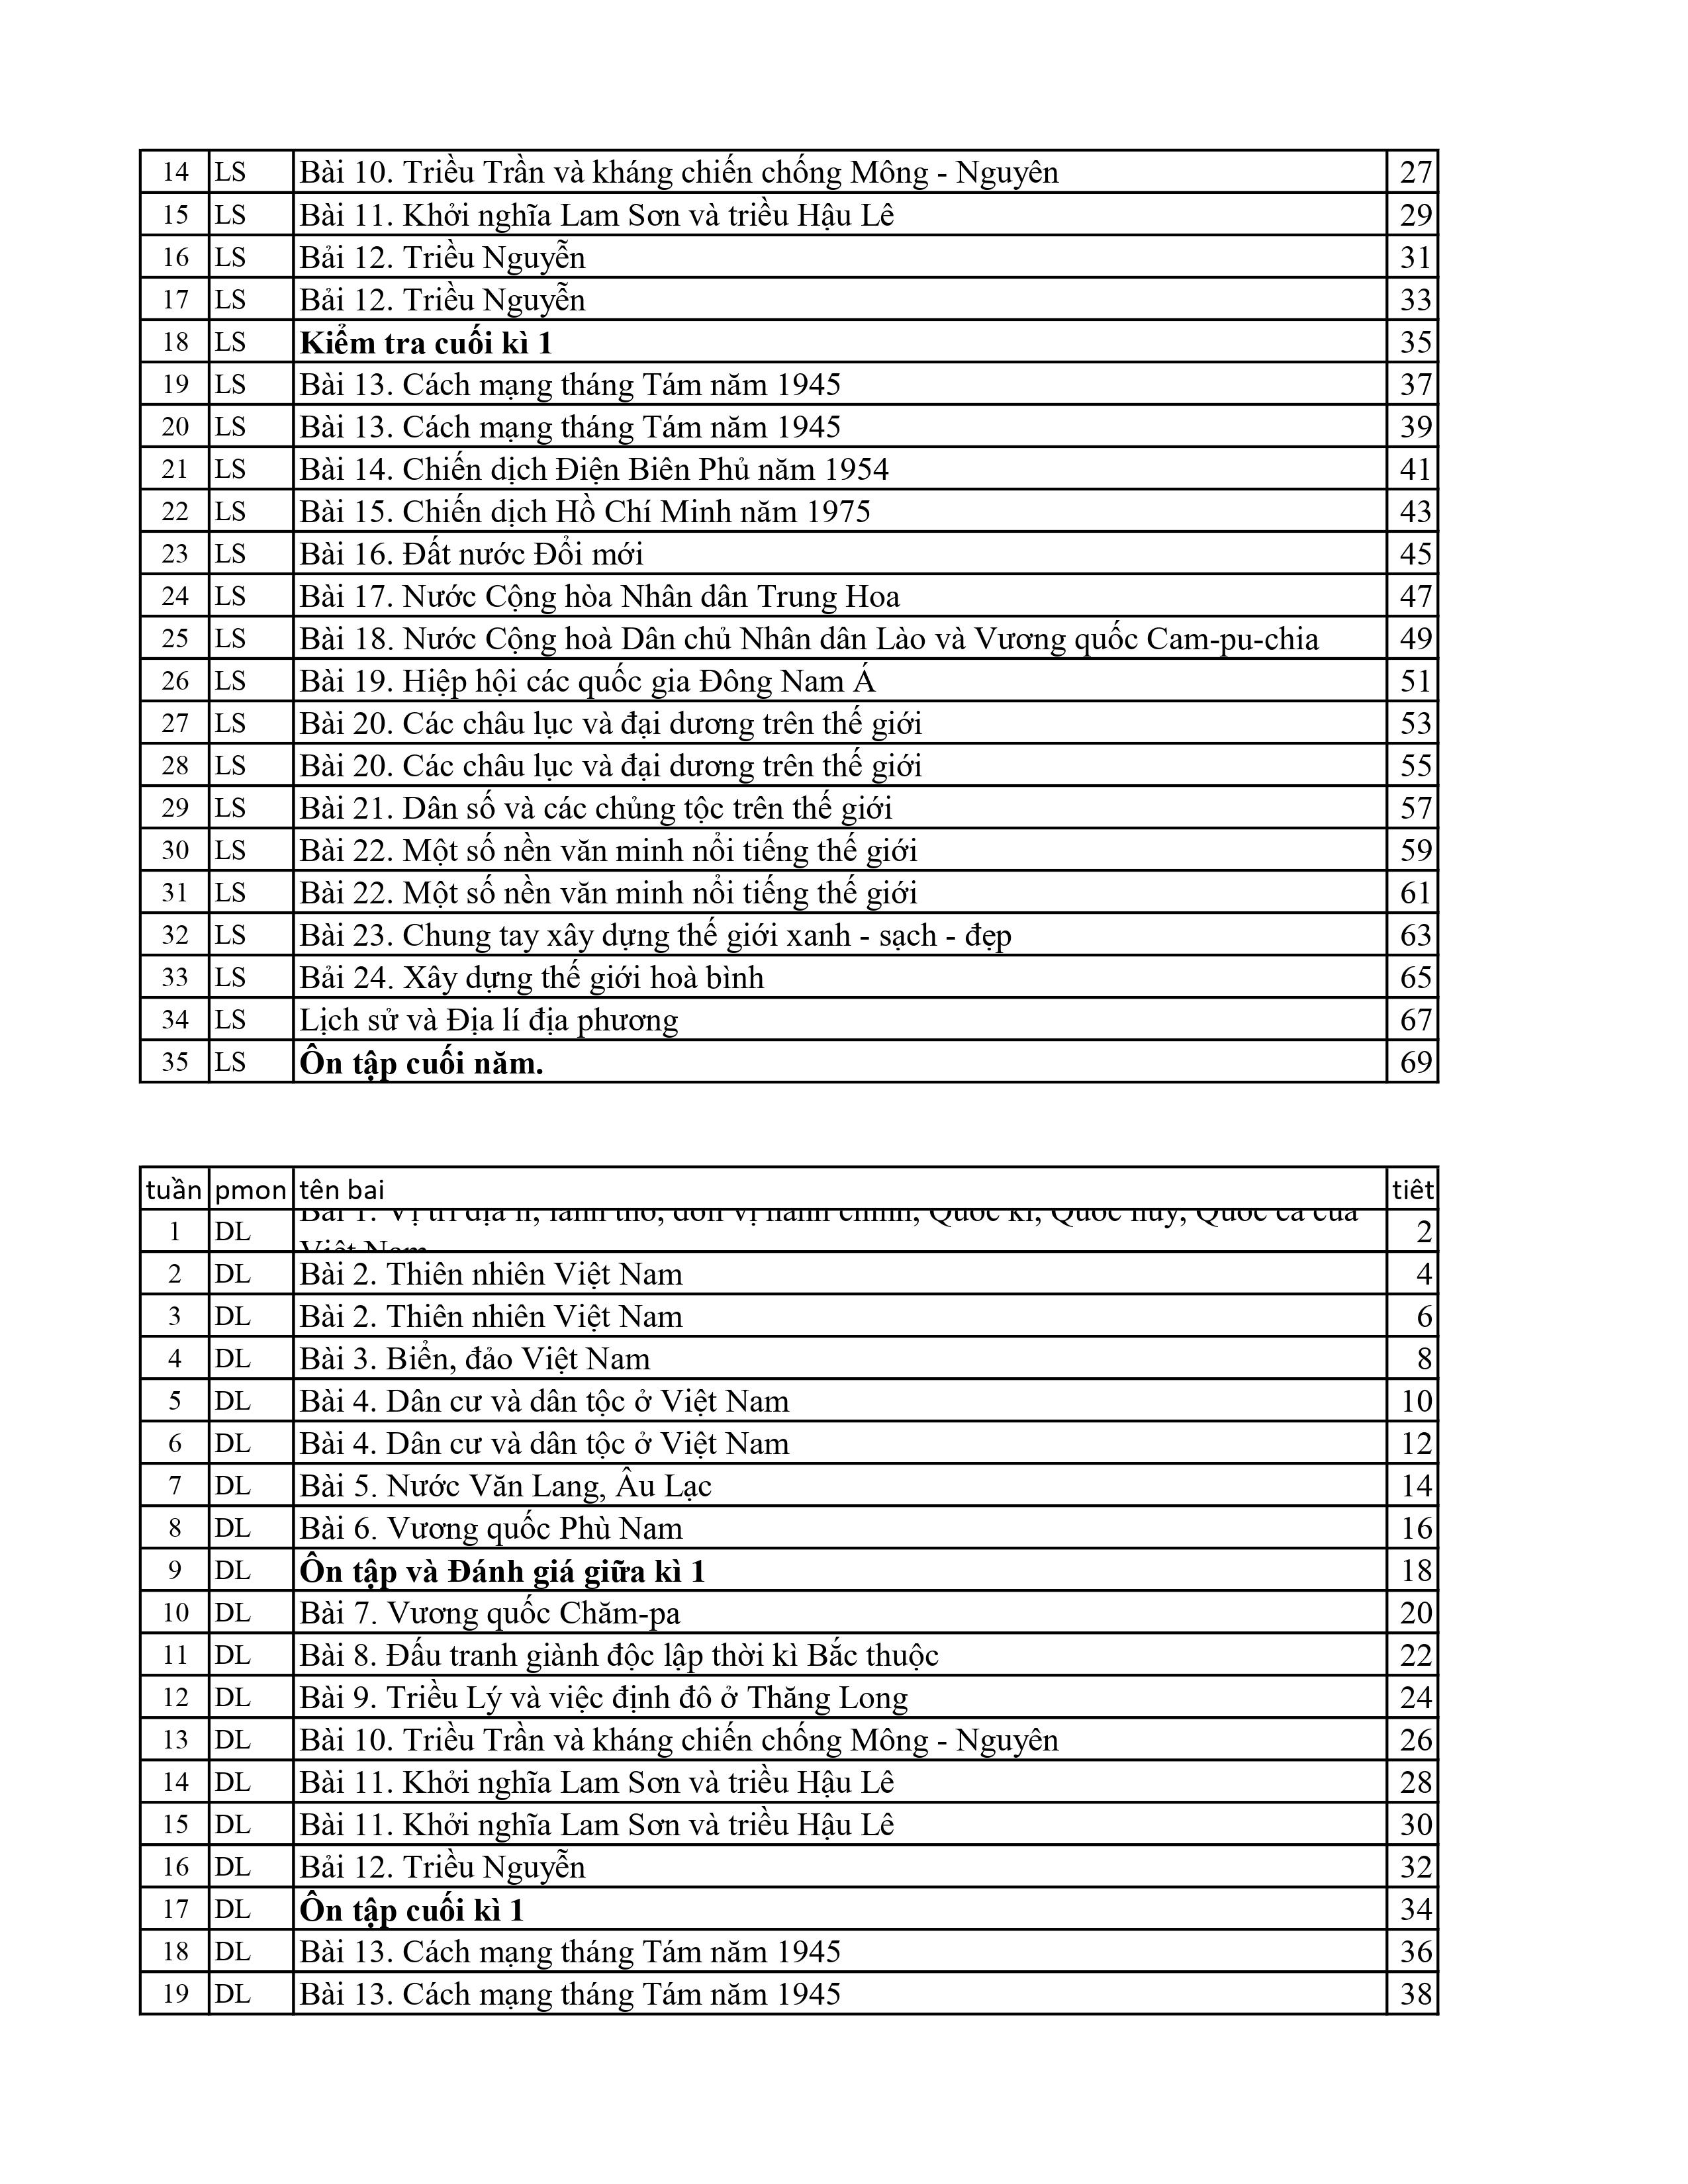 14 LS Bài 10. Triều Trần và kháng chiến chống Mông - Nguyên 27
15 LS Bài 11. Khởi nghĩa Lam Sơn và triều Hậu Lê 29
16 LS Bải 12. Triều Nguyễn 31
17 LS Bải 12. Triều Nguyễn 33
18 LS Kiểm tra cuối kì 1 35
19 LS Bài 13. Cách mạng tháng Tám năm 1945 37
20 LS Bài 13. Cách mạng tháng Tám năm 1945 39
21 LS Bài 14. Chiến dịch Điện Biên Phủ năm 1954 41
22 LS Bài 15. Chiến dịch Hồ Chí Minh năm 1975 43
23 LS Bài 16. Đất nước Đổi mới 45
24 LS Bài 17. Nước Cộng hòa Nhân dân Trung Hoa 47
25 LS Bài 18. Nước Cộng hoà Dân chủ Nhân dân Lào và Vương quốc Cam-pu-chia 49
26 LS Bài 19. Hiệp hội các quốc gia Đông Nam Á 51
27 LS Bài 20. Các châu lục và đại dương trên thế giới 53
28 LS Bài 20. Các châu lục và đại dương trên thế giới 55
29 LS Bài 21. Dân số và các chủng tộc trên thế giới 57
30 LS Bài 22. Một số nền văn minh nổi tiếng thế giới 59
31 LS Bài 22. Một số nền văn minh nổi tiếng thế giới 61
32 LS Bài 23. Chung tay xây dựng thế giới xanh - sạch - đẹp 63
33 LS Bải 24. Xây dựng thế giới hoà bình 65
34 LS Lịch sử và Địa lí địa phương 67
35 LS Ôn tập cuối năm. 69
tuần pmon tên bai tiêt
1 DL Bài 1. Vị trí địa lí, lãnh thổ, đơn vị hành chính, Quốc kì, Quốc huy, Quốc ca của 2
Việt Nam
2 DL Bài 2. Thiên nhiên Việt Nam 4
3 DL Bài 2. Thiên nhiên Việt Nam 6
4 DL Bài 3. Biển, đảo Việt Nam 8
5 DL Bài 4. Dân cư và dân tộc ở Việt Nam 10
6 DL Bài 4. Dân cư và dân tộc ở Việt Nam 12
7 DL Bài 5. Nước Văn Lang, Âu Lạc 14
8 DL Bài 6. Vương quốc Phù Nam 16
9 DL Ôn tập và Đánh giá giữa kì 1 18
10 DL Bài 7. Vương quốc Chăm-pa 20
11 DL Bài 8. Đấu tranh giành độc lập thời kì Bắc thuộc 22
12 DL Bài 9. Triều Lý và việc định đô ở Thăng Long 24
13 DL Bài 10. Triều Trần và kháng chiến chống Mông - Nguyên 26
14 DL Bài 11. Khởi nghĩa Lam Sơn và triều Hậu Lê 28
15 DL Bài 11. Khởi nghĩa Lam Sơn và triều Hậu Lê 30
16 DL Bải 12. Triều Nguyễn 32
17 DL Ôn tập cuối kì 1 34
18 DL Bài 13. Cách mạng tháng Tám năm 1945 36
19 DL Bài 13. Cách mạng tháng Tám năm 1945 38